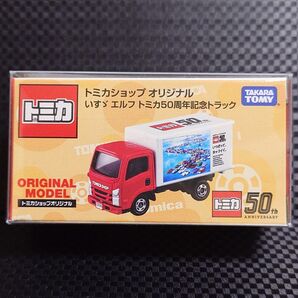 トミカショップ オリジナル
いすゞ エルフ トミカ50周年記念トラック
TAKARA TOMY
トミカ
ORIGINAL MODEL
トミカショップオリジナル
トミカ 50th
ANNIVERSARY